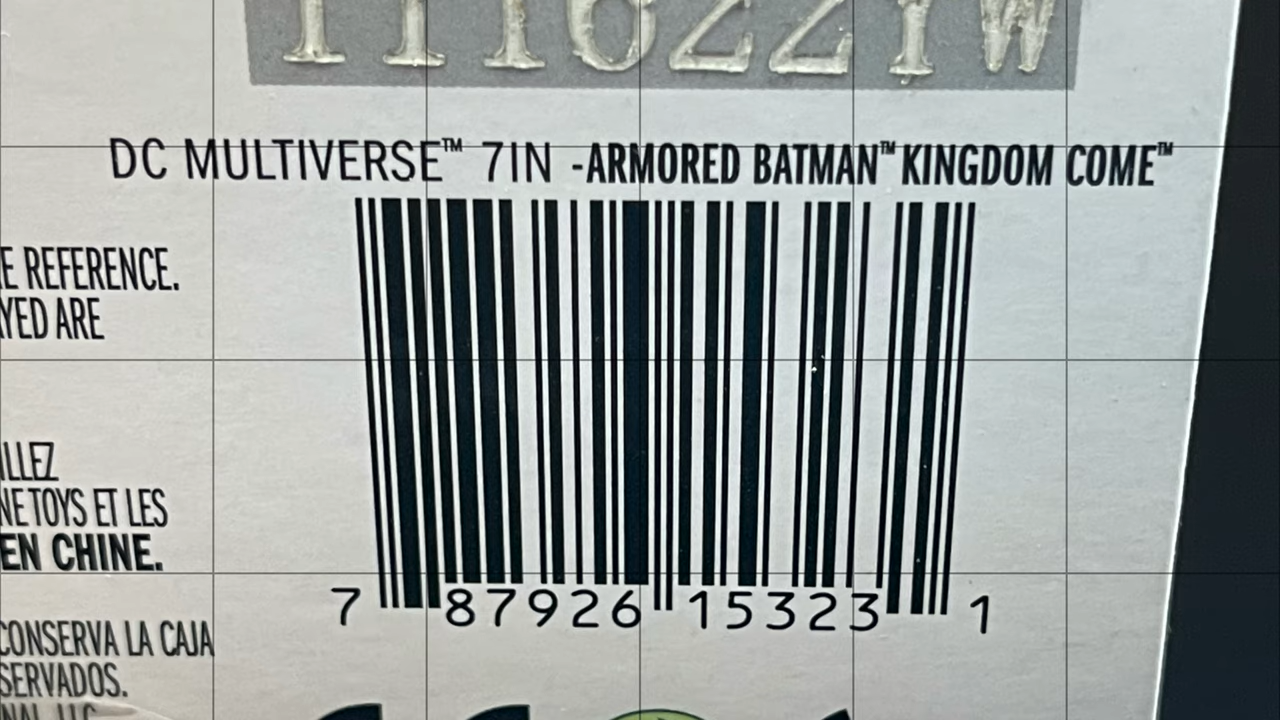 111622YW
DC MULTIVERSE™ 7IN -ARMORED BATMAN™ KINGDOM COME™
E REFERENCE.
YED ARE
ILLEZ
NE TOYS ET LES
EN CHINE.
7 87926 15323 1
CONSERVA LA CAJA
SERVADOS.